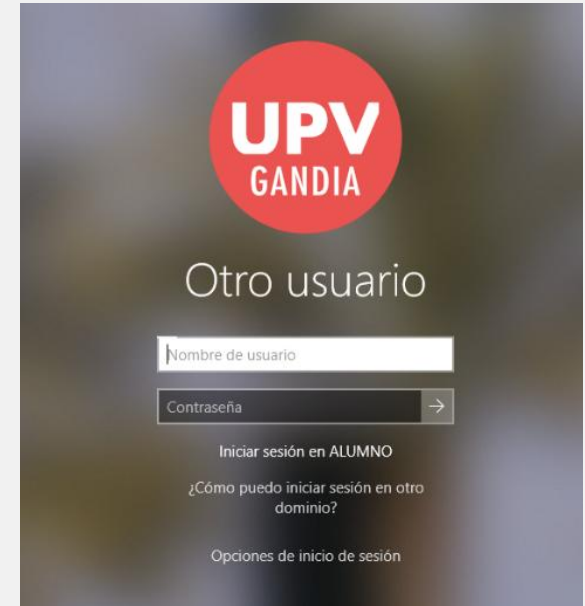 UPV
GANDIA
Otro usuario
Nombre de usuario
Contraseña
Iniciar sesión en ALUMNO
¿Cómo puedo iniciar sesión en otro
dominio?
Opciones de inicio de sesión